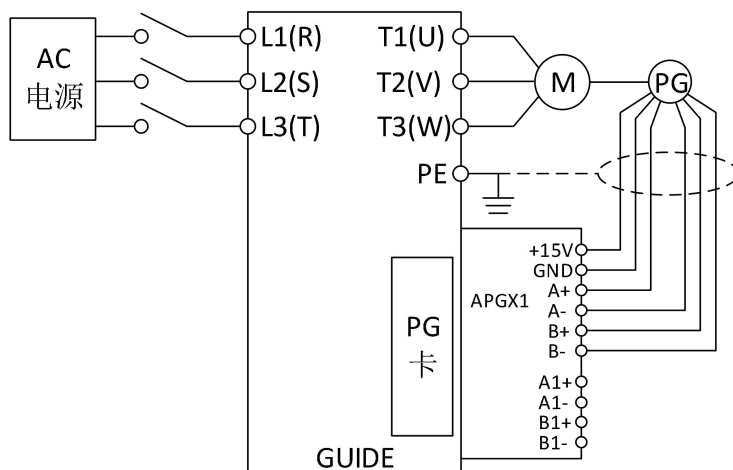 AC
电源
L1(R)
L2(S)
L3(T)
T1(U)
T2(V)
T3(W)
PE
M
PG
PG
卡
APGX1
+15V
GND
A+
A-
B+
B-
A1+
A1-
B1+
B1-
GUIDE